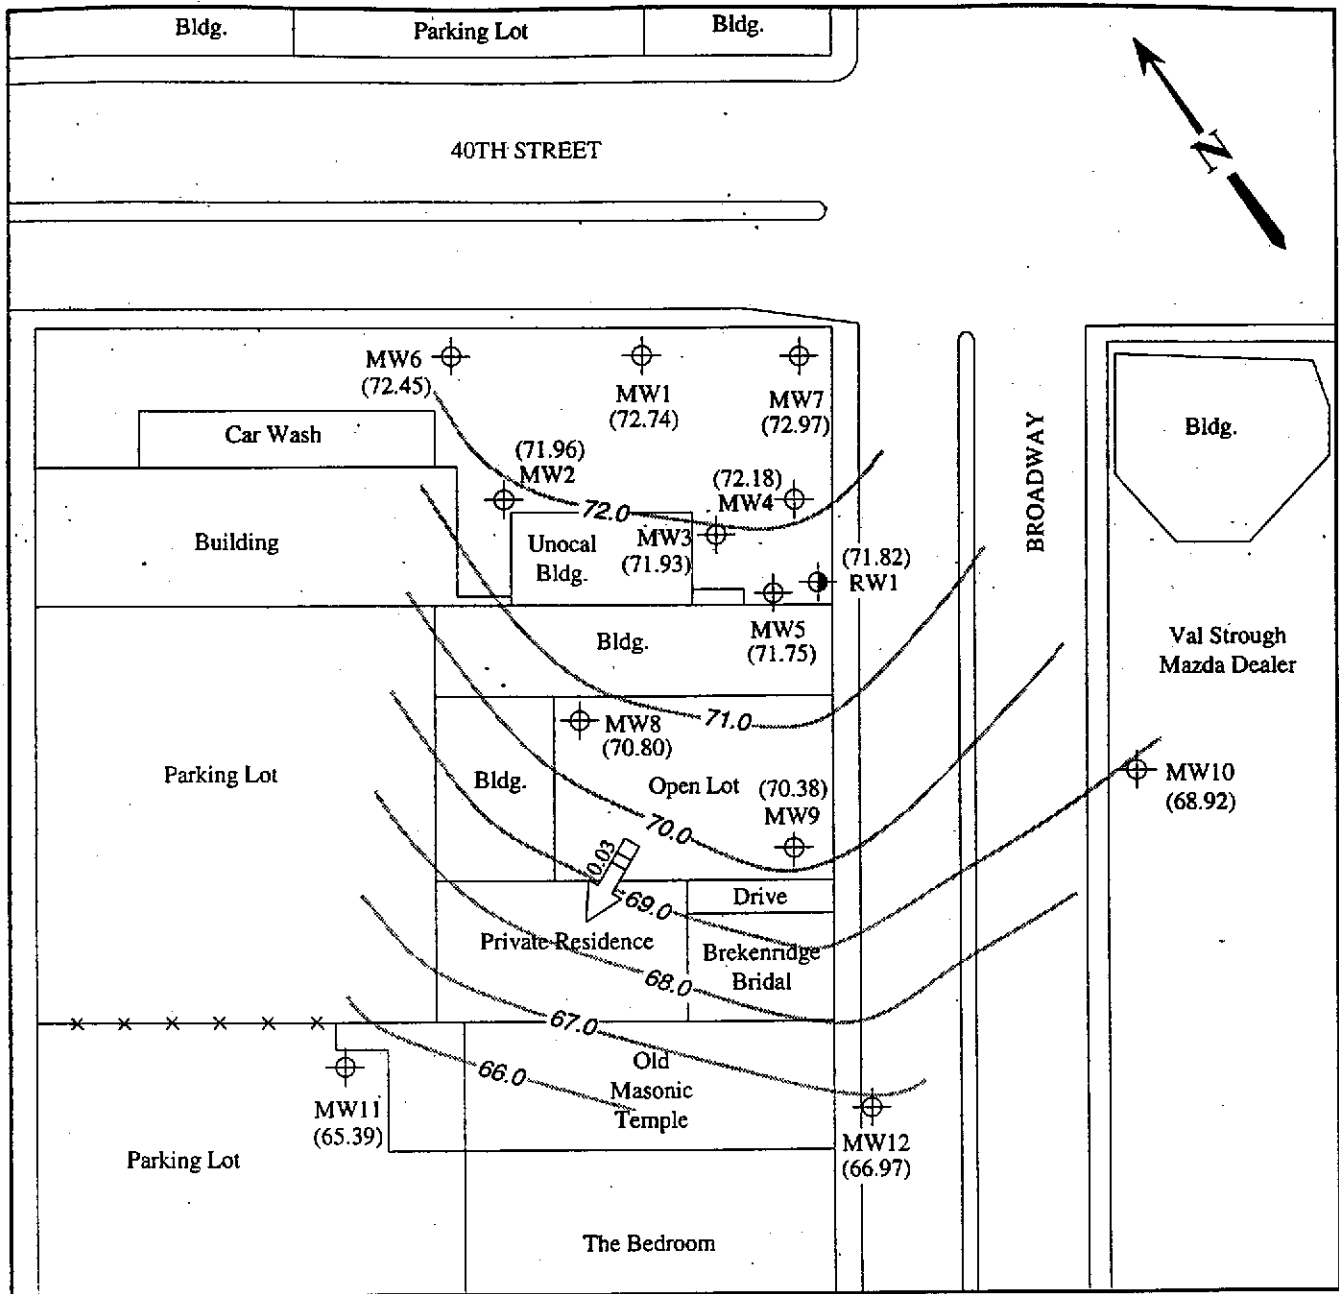 Bldg.
Parking Lot
Bldg.
40TH STREET
N
MW6
(72.45)
MW1
(72.74)
MW7
(72.97)
Car Wash
(71.96)
MW2
(72.18)
MW4
72.0
BROADWAY
Bldg.
Building
Unocal
Bldg.
MW3
(71.93)
(71.82)
RW1
MW5
(71.75)
Bldg.
Val Strough
Mazda Dealer
71.0
MW8
(70.80)
Parking Lot
Bldg.
Open Lot
(70.38)
MW9
MW10
(68.92)
70.0
0.03
69.0
Drive
Private Residence
Brekenridge
Bridal
68.0
67.0
66.0
Old
Masonic
Temple
MW11
(65.39)
MW12
(66.97)
Parking Lot
The Bedroom